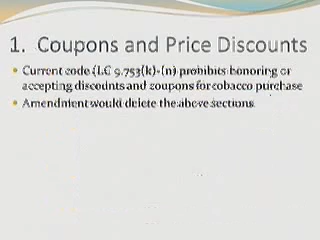 1. Coupons and Price Discounts
• Current code (LC 9.753(k)-(n) prohibits honoring or
accepting discounts and coupons for tobacco purchase
• Amendment would delete the above sections